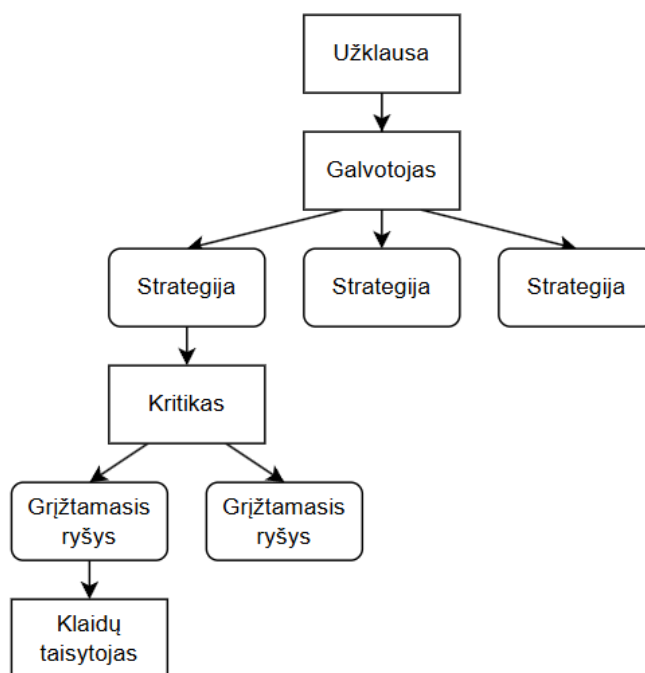 Užklausa
Galvotojas
Strategija
Strategija
Strategija
Kritikas
Grįžtamasis
ryšys
Grįžtamasis
ryšys
Klaidų
taisytojas